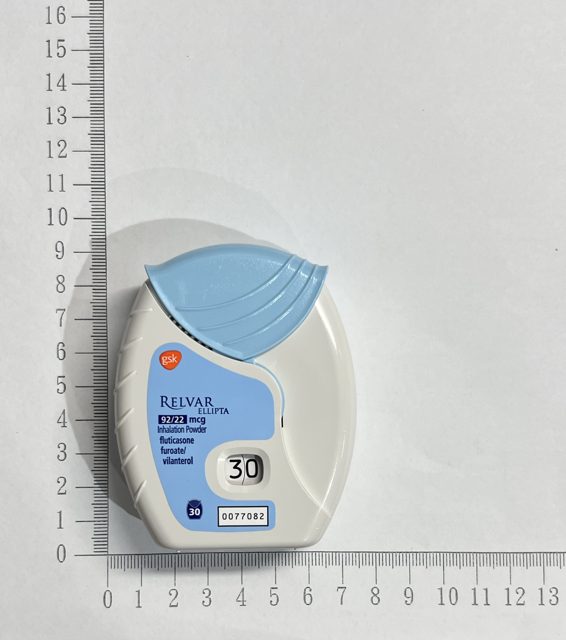 16
15
14
13
12
11
10
9
8
7
6
5
4
3
2
1
0
gsk
RELVAR
ELLIPTA
92/22 mcg
Inhalation Powder
fluticasone
furoate/
vilanterol
30
30
0077082
0 1 2 3 4 5 6 7 8 9 10 11 12 13